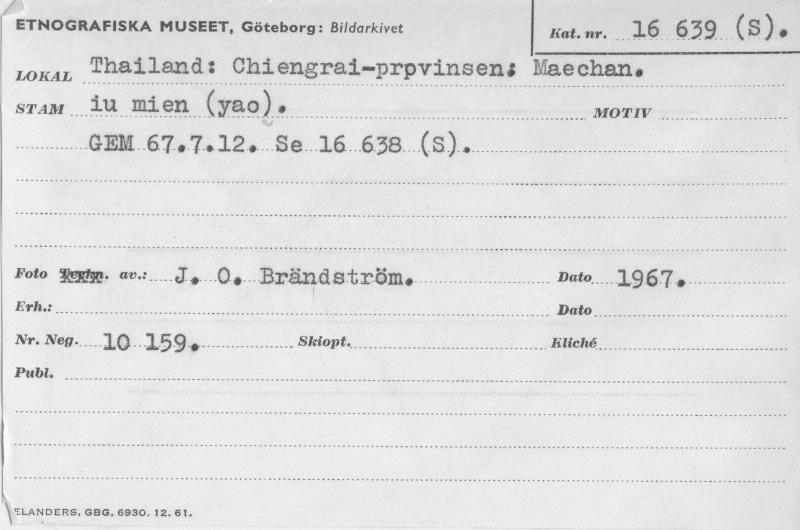 ETNOGRAFISKA MUSEET, Göteborg: Bildarkivet
Kat. nr. 16 639 (S).
LOKAL Thailand: Chiengrai-prpvinsen; Maechan.
STAM iu mien (yao). MOTIV
GEM 67.7.12. Se 16 638 (S).
Foto av.: J. O. Brändström. Dato 1967.
Erh.: Dato
Nr. Neg. 10 159. Skiopt. Kliché
Publ.
ELANDERS, GBG. 6930. 12. 61.